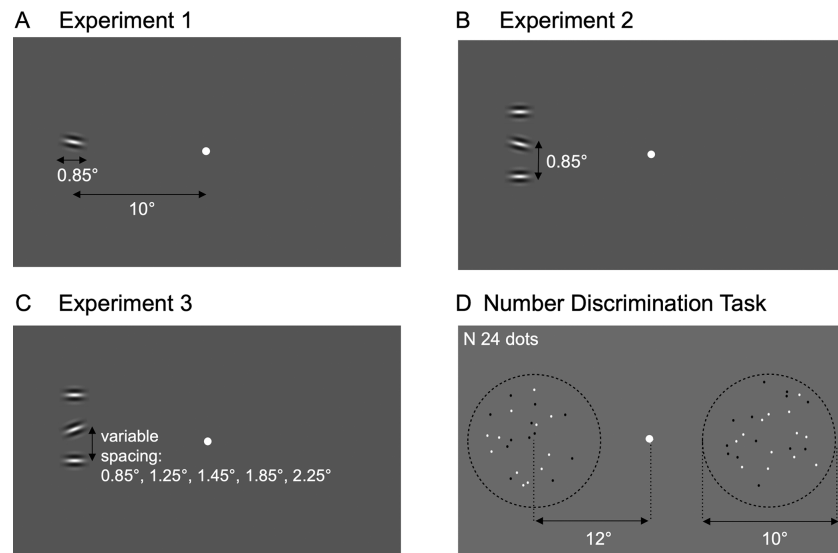 A Experiment 1
0.85°
10°
B Experiment 2
0.85°
C Experiment 3
variable
spacing:
0.85°, 1.25°, 1.45°, 1.85°, 2.25°
D Number Discrimination Task
N 24 dots
12°
10°